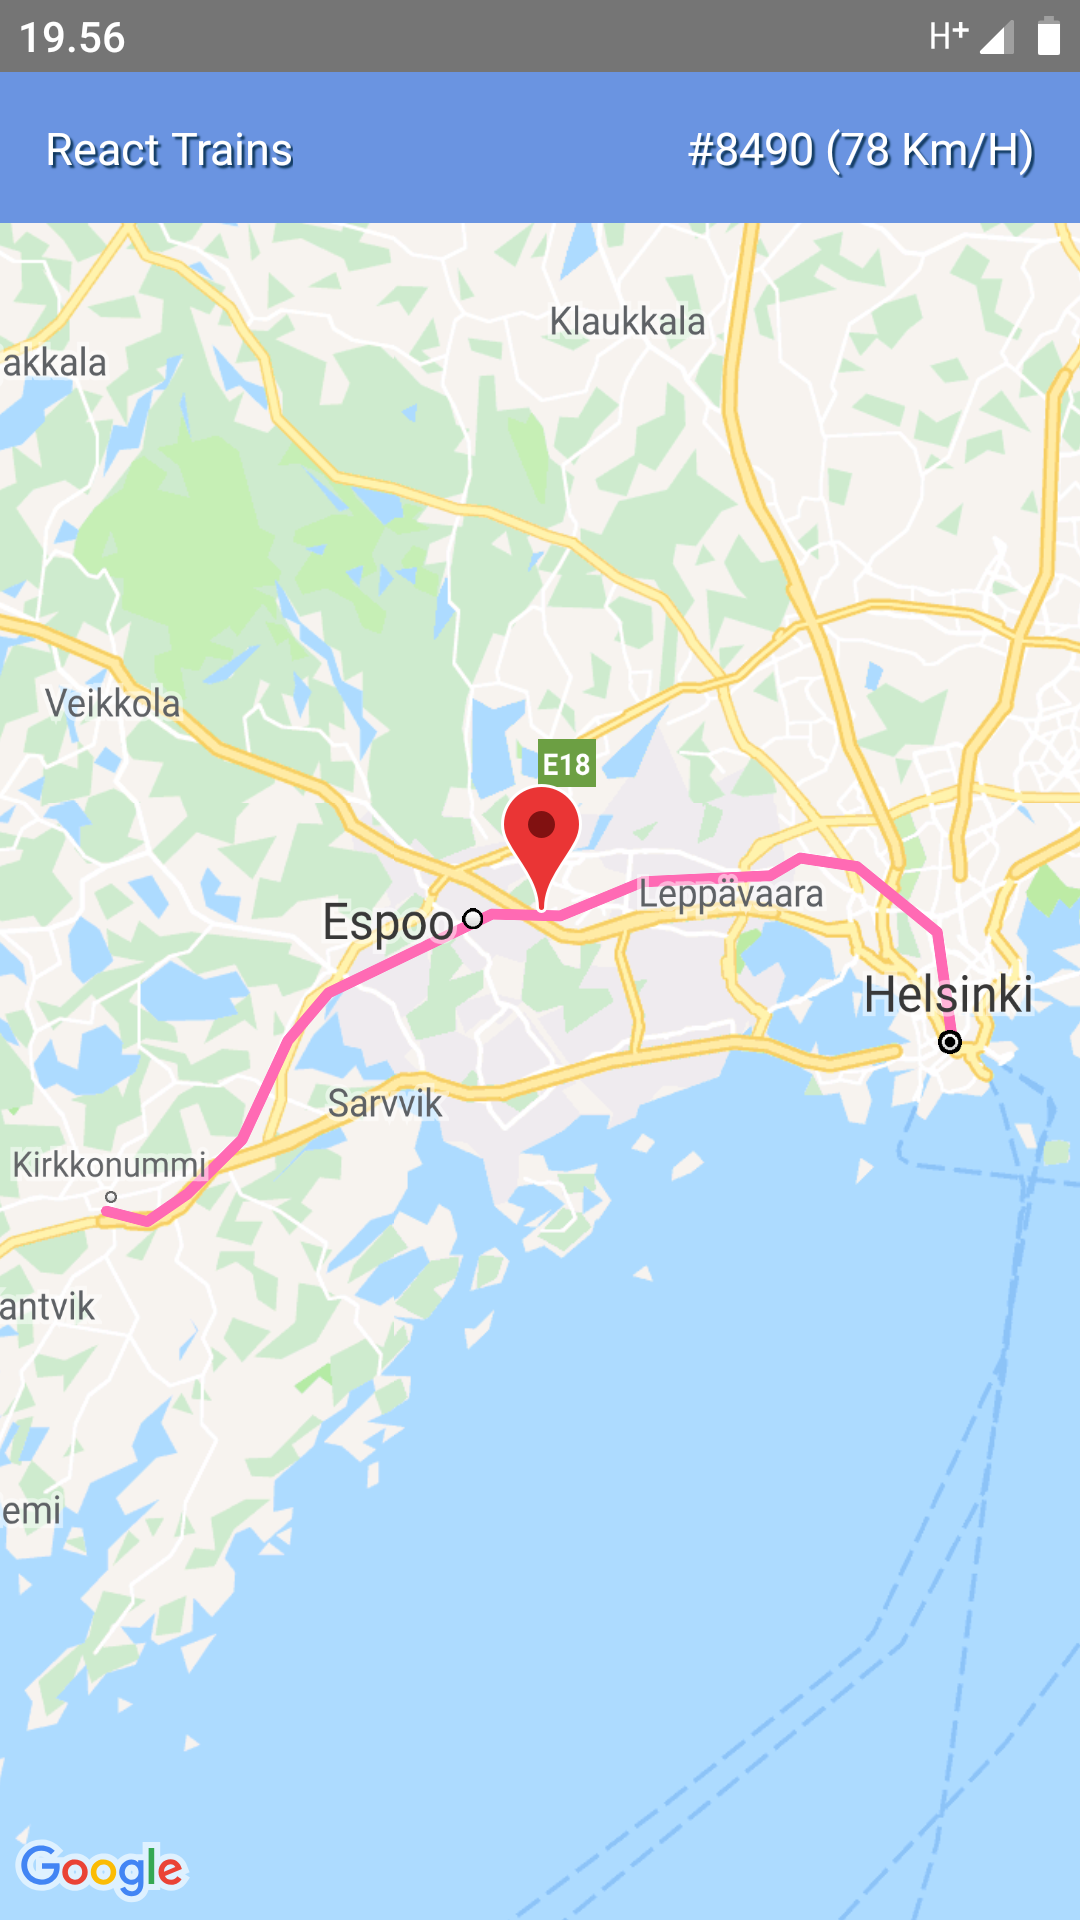 19.56 H+
React Trains #8490 (78 Km/H)
Klaukkala
akkala
Veikkola
E18
Leppävaara
Espoo
Helsinki
Sarvvik
Kirkkonummi
antvik
emi
Google